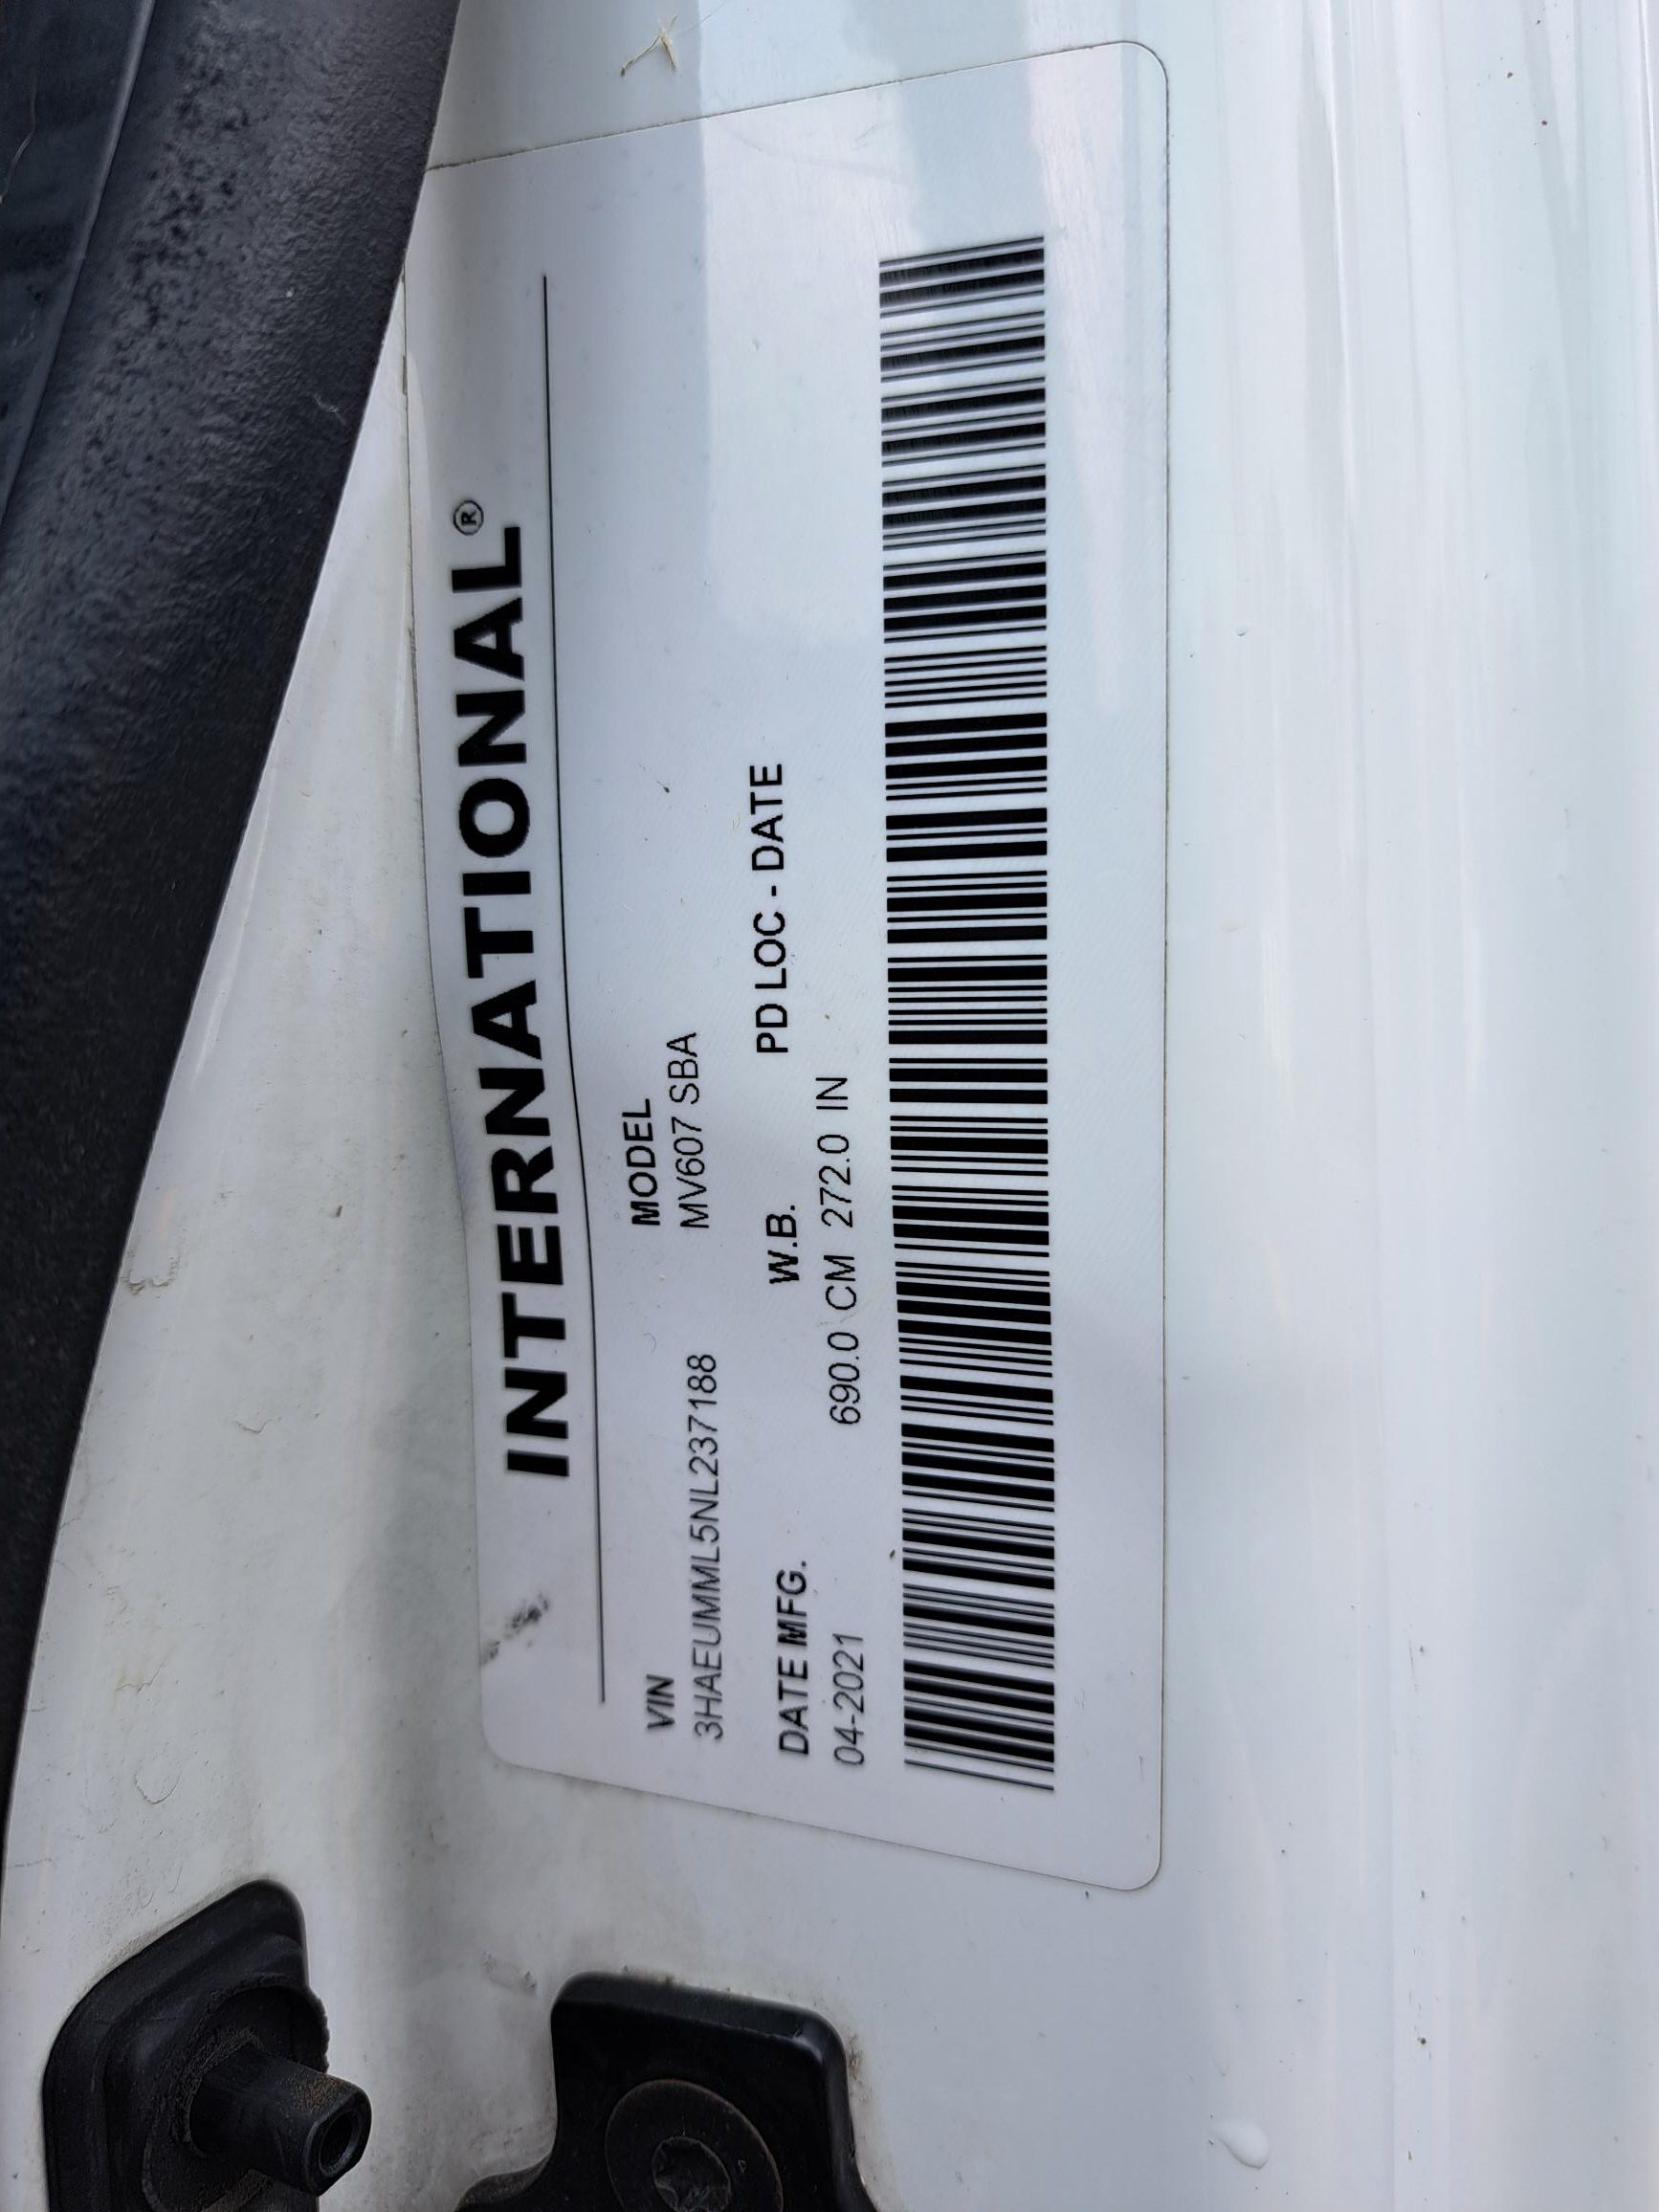 INTERNATIONAL®
VIN MODEL
3HAEUMML5NL237188 MV607 SBA
DATE MFG. W.B. PD LOC - DATE
04-2021 690.0 CM 272.0 IN